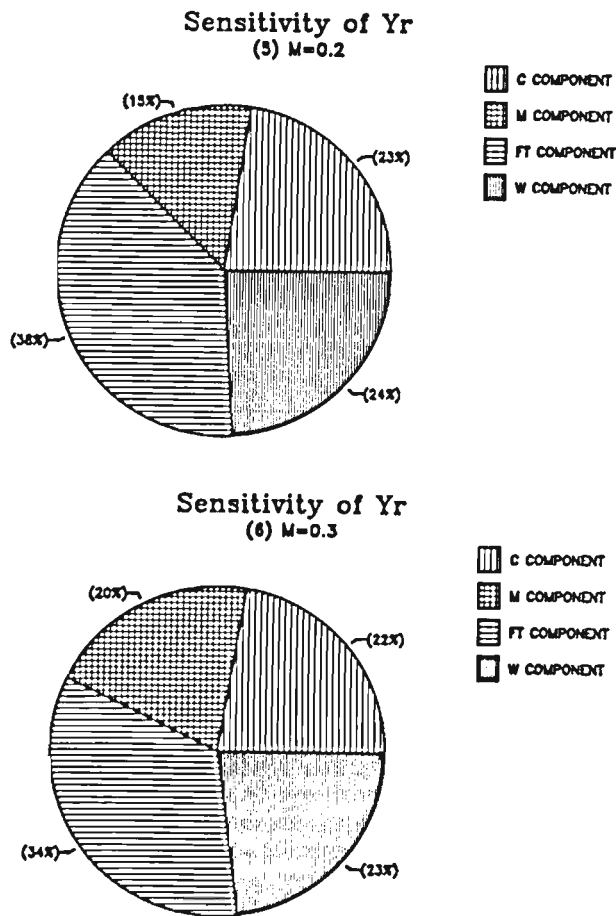 Sensitivity of Yr
(5) M=0.2
(15%)
(23%)
(38%)
(24%)
C COMPONENT
M COMPONENT
FT COMPONENT
W COMPONENT
Sensitivity of Yr
(6) M=0.3
(20%)
(22%)
(34%)
(23%)
C COMPONENT
M COMPONENT
FT COMPONENT
W COMPONENT